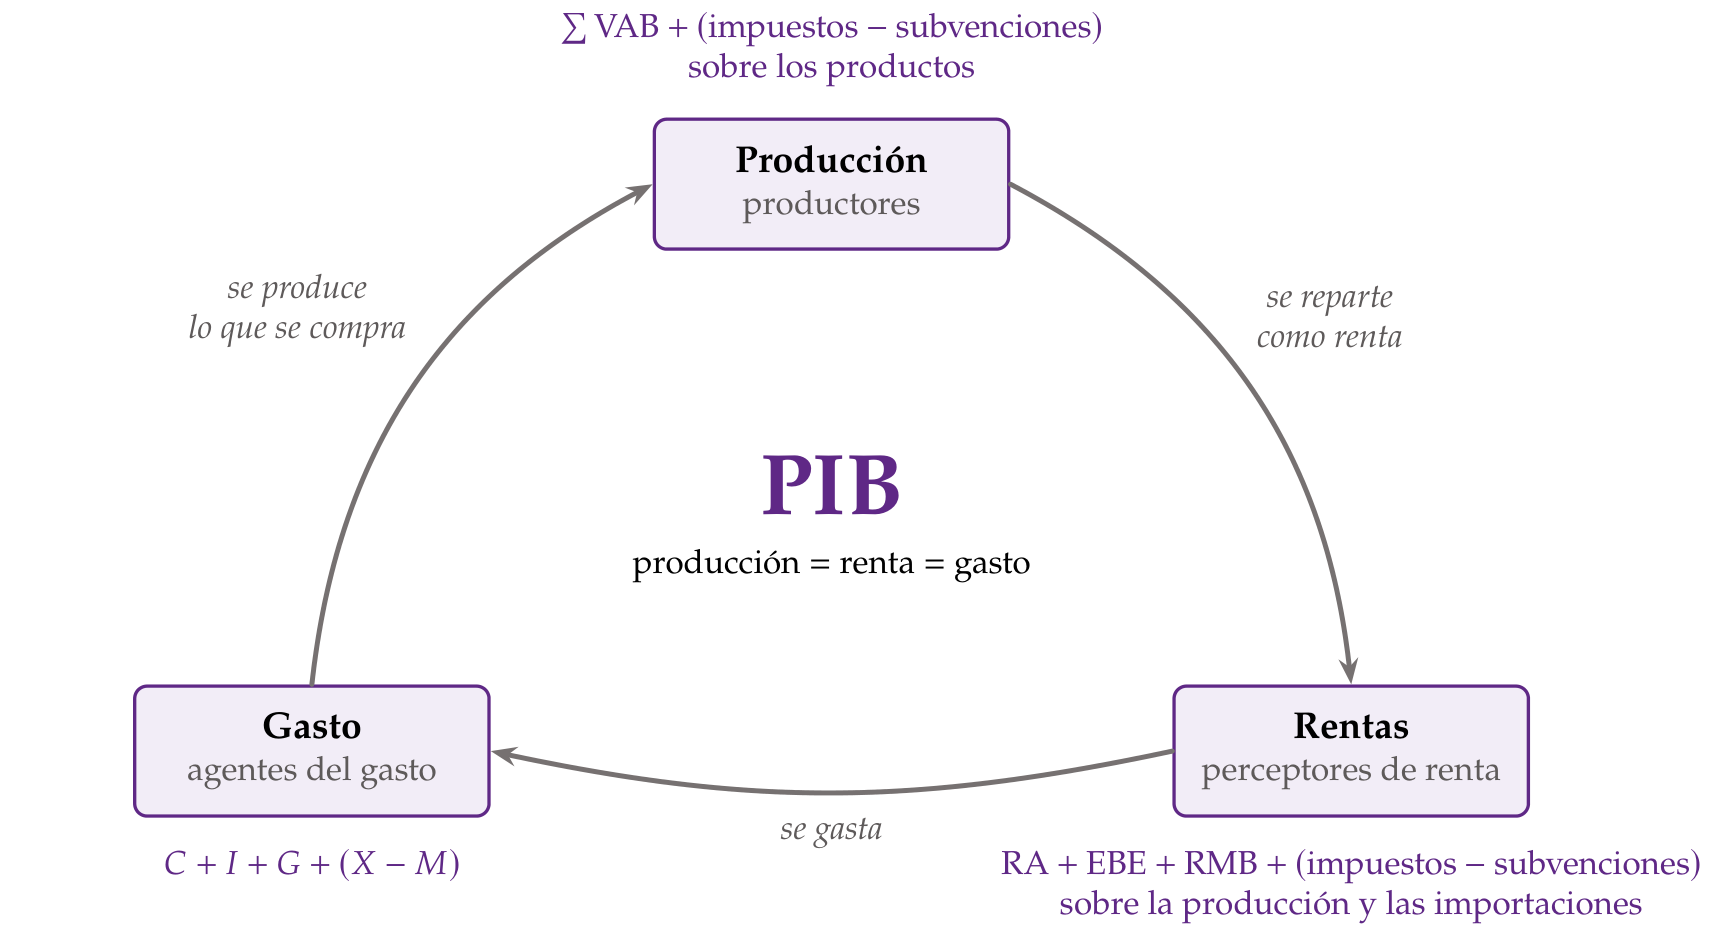 ∑ VAB + (impuestos − subvenciones)
sobre los productos
Producción
productores
se produce
lo que se compra
se reparte
como renta
PIB
producción = renta = gasto
Gasto
agentes del gasto
Rentas
perceptores de renta
se gasta
C + I + G + (X − M)
RA + EBE + RMB + (impuestos − subvenciones)
sobre la producción y las importaciones